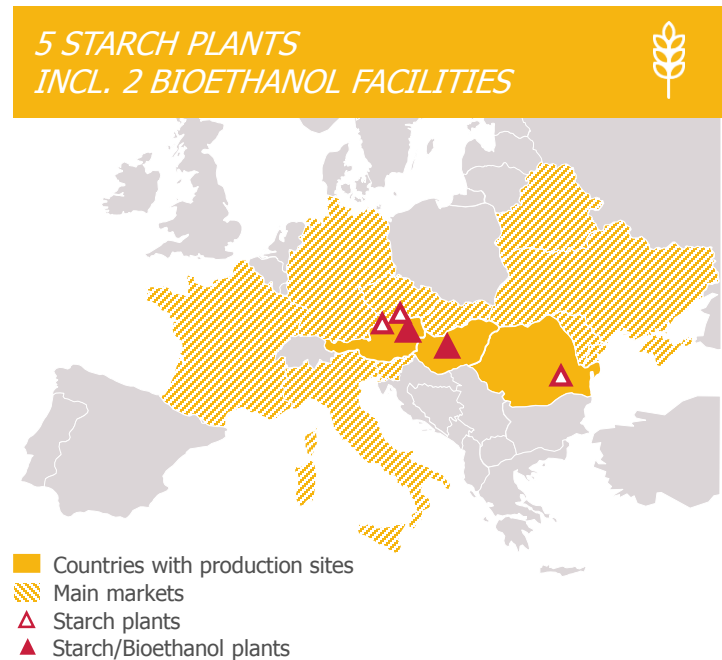 5 STARCH PLANTS
INCL. 2 BIOETHANOL FACILITIES
Countries with production sites
Main markets
Starch plants
Starch/Bioethanol plants